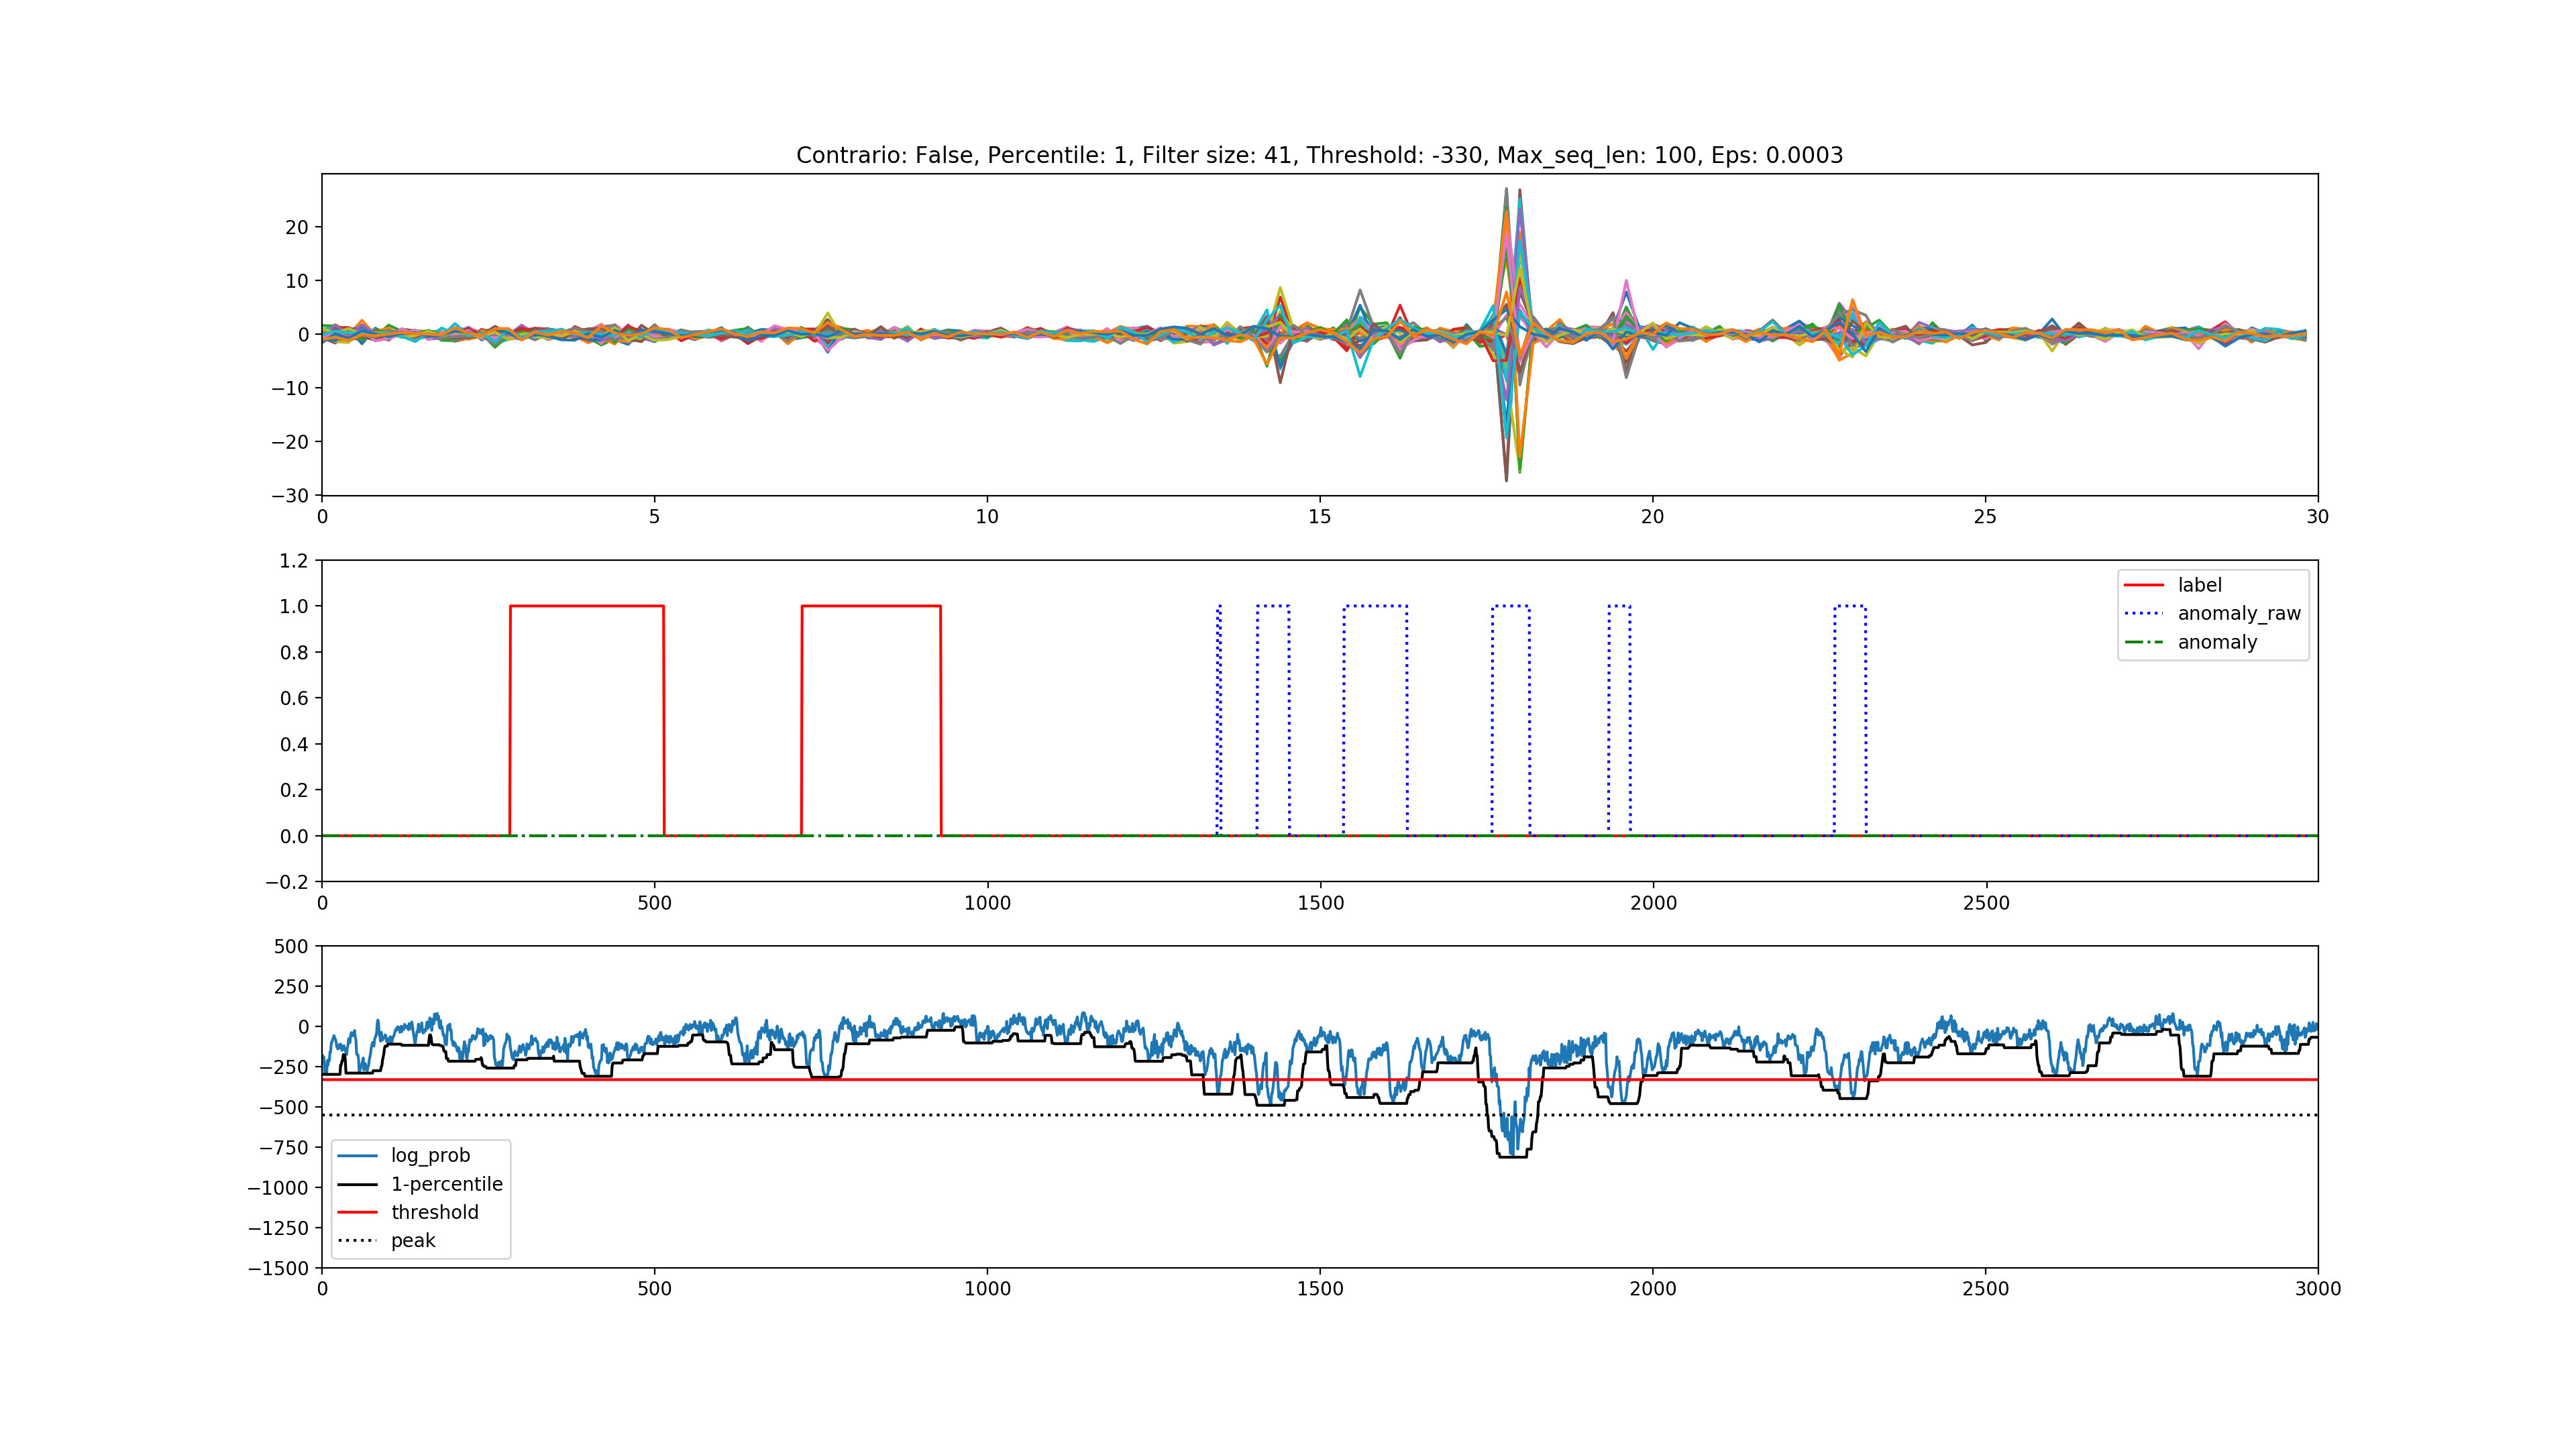 Contrario: False, Percentile: 1, Filter size: 41, Threshold: -330, Max_seq_len: 100, Eps: 0.0003
20
10
0
−10
−20
−30
0 5 10 15 20 25 30
1.2
1.0
0.8
0.6
0.4
0.2
0.0
−0.2
label
anomaly_raw
anomaly
0 500 1000 1500 2000 2500
500
250
0
−250
−500
−750
−1000
−1250
−1500
log_prob
1-percentile
threshold
peak
0 500 1000 1500 2000 2500 3000